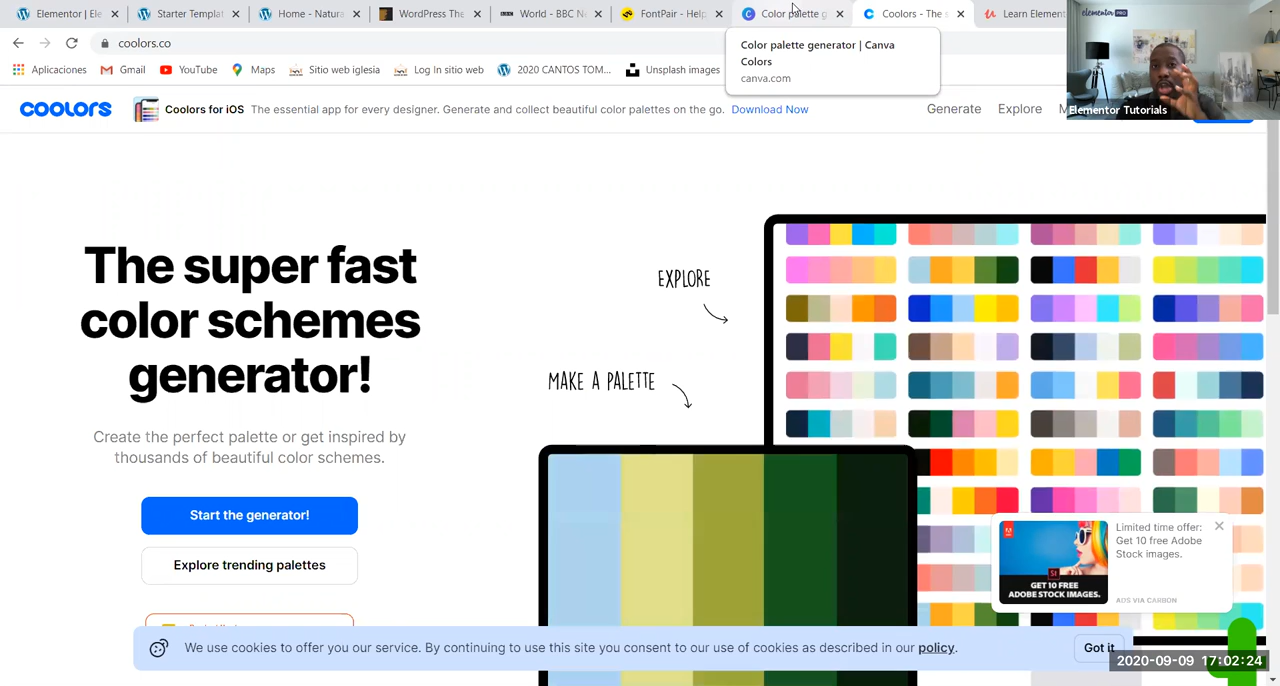 Elementor | Ele
Starter Templat
Home - Natura
WordPress The
World - BBC Ne
FontPair - Help
Color palette g
Coolors - The s
Learn Element
coolors.co
Color palette generator | Canva
Colors
canva.com
Aplicaciones
Gmail
YouTube
Maps
Sitio web iglesia
Log In sitio web
2020 CANTOS TOM...
Unsplash images
elementor PRO
Elementor Tutorials
coolors
Coolors for iOS
The essential app for every designer. Generate and collect beautiful color palettes on the go.
Download Now
Generate
Explore
The super fast
color schemes
generator!
Create the perfect palette or get inspired by
thousands of beautiful color schemes.
Start the generator!
Explore trending palettes
EXPLORE
MAKE A PALETTE
Limited time offer:
Get 10 free Adobe
Stock images.
GET 10 FREE
ADOBE STOCK IMAGES.
ADS VIA CARBON
We use cookies to offer you our service. By continuing to use this site you consent to our use of cookies as described in our policy.
Got it
2020-09-09 17:02:24